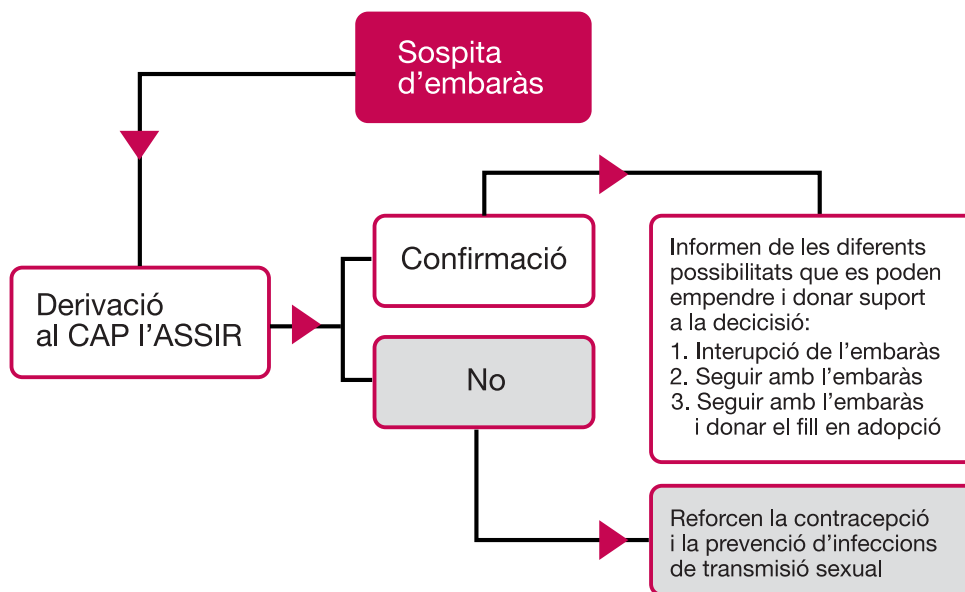 Sospita
d'embaràs
Derivació
al CAP l'ASSIR
Confirmació
No
Informen de les diferents
possibilitats que es poden
empendre i donar suport
a la decicisió:
1. Interupció de l'embaràs
2. Seguir amb l'embaràs
3. Seguir amb l'embaràs
i donar el fill en adopció
Reforcen la contracepció
i la prevenció d'infeccions
de transmisió sexual